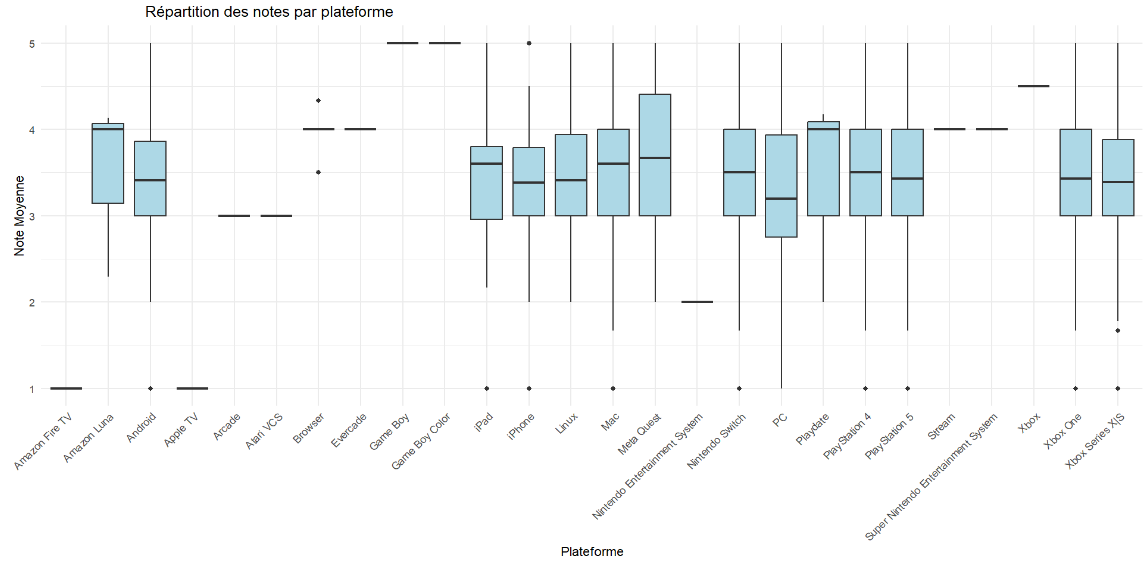 Répartition des notes par plateforme
Note Moyenne
5
4
3
2
1
Amazon Fire TV
Amazon Luna
Android
Apple TV
Arcade
Atari VCS
Browser
Evercade
Game Boy
Game Boy Color
iPad
iPhone
Linux
Mac
Meta Quest
Nintendo Entertainment System
Nintendo Switch
PC
Playdate
PlayStation 4
PlayStation 5
Stream
Super Nintendo Entertainment System
Xbox
Xbox One
Xbox Series X|S
Plateforme